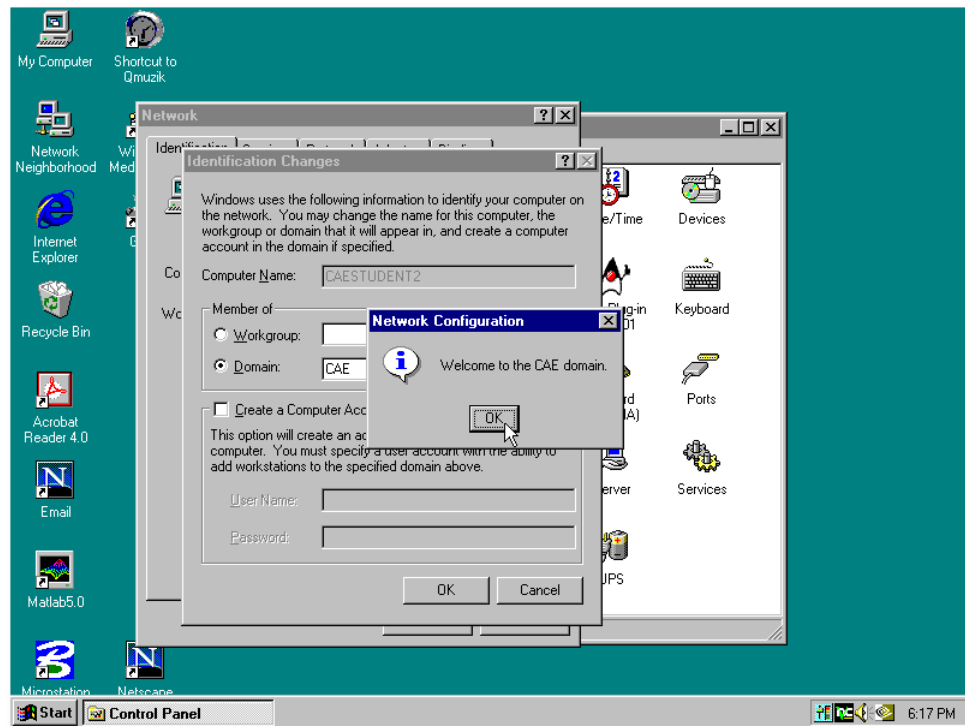 My Computer
Shortcut to
Qmuzik
Network
Neighborhood
Internet
Explorer
Recycle Bin
Acrobat
Reader 4.0
Email
Matlab5.0
Microstation
Netscape
Network
Identification
Identification Changes
Windows uses the following information to identify your computer on
the network. You may change the name for this computer, the
workgroup or domain that it will appear in, and create a computer
account in the domain if specified.
Computer Name:
CAESTUDENT2
Member of
Workgroup:
Domain:
CAE
Create a Computer Acc
This option will create an ac
computer. You must specify a user account with the ability to
add workstations to the specified domain above.
User Name:
Password:
OK
Cancel
Network Configuration
Welcome to the CAE domain.
OK
e/Time
Devices
Plug-in
Keyboard
Ports
erver
Services
UPS
Start
Control Panel
6:17 PM